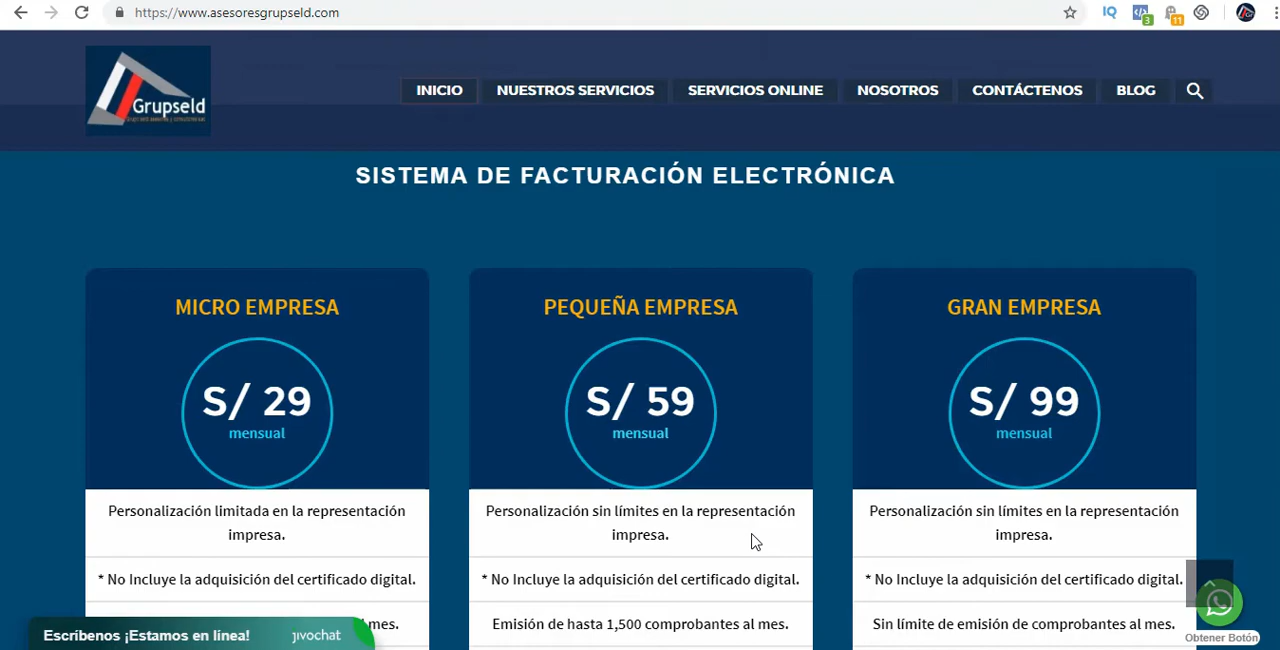 https://www.asesoresgrupseld.com
3
11
Grupseld
INICIO
NUESTROS SERVICIOS
SERVICIOS ONLINE
NOSOTROS
CONTÁCTENOS
BLOG
SISTEMA DE FACTURACIÓN ELECTRÓNICA
MICRO EMPRESA
S/ 29
mensual
Personalización limitada en la representación
impresa.
* No Incluye la adquisición del certificado digital.
mes.
PEQUEÑA EMPRESA
S/ 59
mensual
Personalización sin límites en la representación
impresa.
* No Incluye la adquisición del certificado digital.
Emisión de hasta 1,500 comprobantes al mes.
GRAN EMPRESA
S/ 99
mensual
Personalización sin límites en la representación
impresa.
* No Incluye la adquisición del certificado digital.
Sin límite de emisión de comprobantes al mes.
Escríbenos ¡Estamos en línea!
jivochat
Obtener Botón